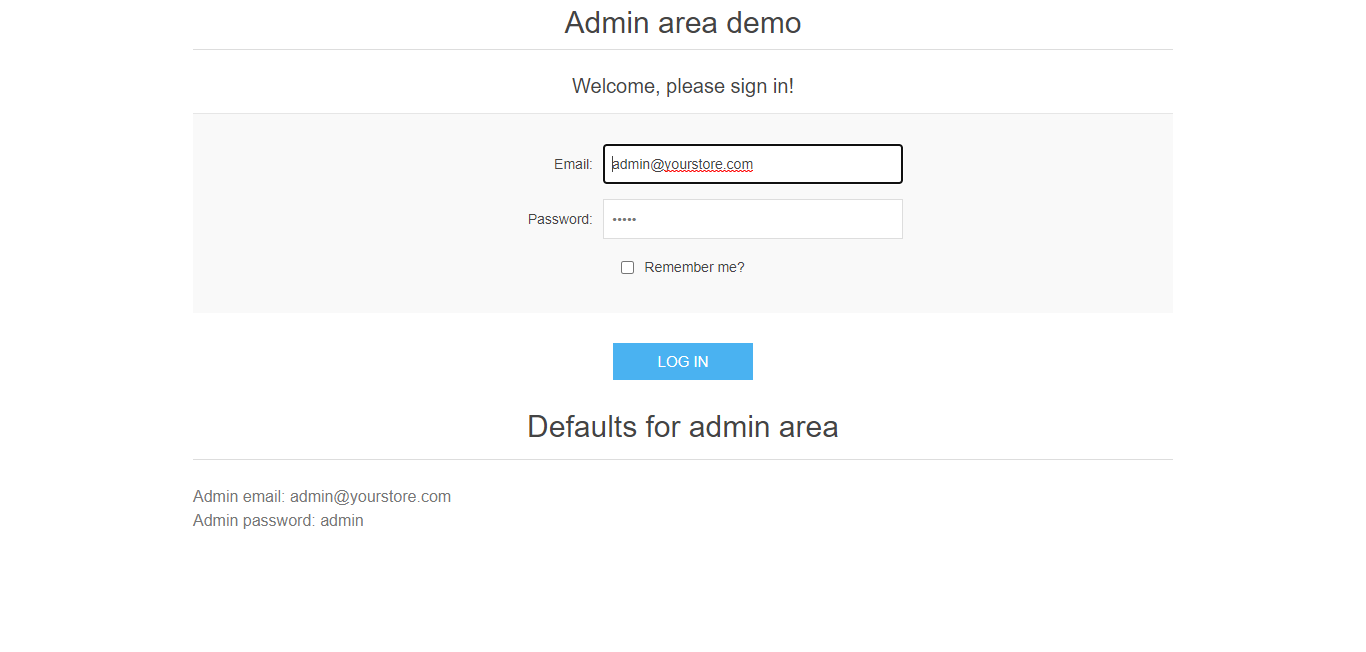 Admin area demo
Welcome, please sign in!
Email: admin@yourstore.com
Password: •••••
Remember me?
LOG IN
Defaults for admin area
Admin email: admin@yourstore.com
Admin password: admin